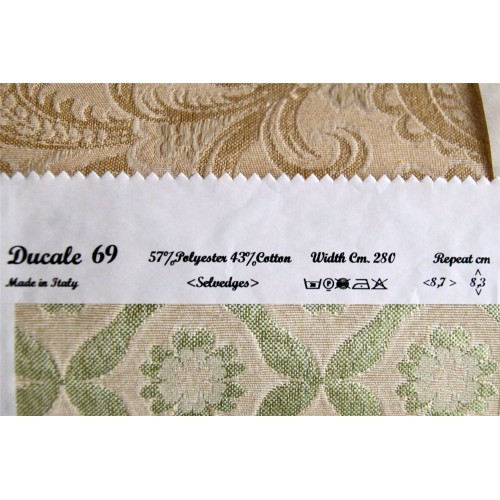 Ducale 69 57%Polyester 43%Cotton Width Cm. 280 Repeat cm
Made in Italy <Selvedges> <8,7 > 8,3